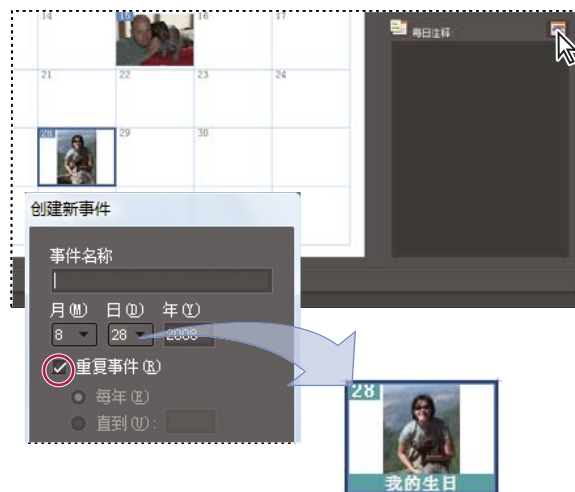 14 15 16 17
每日注释
21 22 23 24
28 29 30
创建新事件
事件名称
月(M) 日(D) 年(Y)
8 28 2008
重复事件(R)
每年(E)
直到(U):
28
我的生日